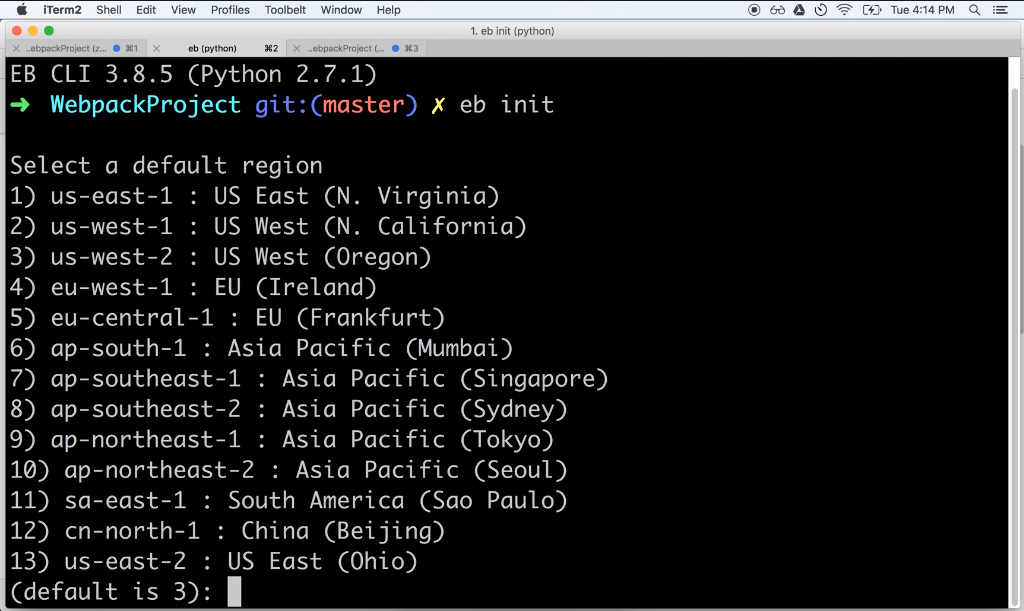 iTerm2 Shell Edit View Profiles Toolbelt Window Help Tue 4:14 PM
1. eb init (python)
..ebpackProject (z... ⌘1 eb (python) ⌘2 ..ebpackProject (... ⌘3
EB CLI 3.8.5 (Python 2.7.1)
➜ WebpackProject git:(master) ✗ eb init
Select a default region
1) us-east-1 : US East (N. Virginia)
2) us-west-1 : US West (N. California)
3) us-west-2 : US West (Oregon)
4) eu-west-1 : EU (Ireland)
5) eu-central-1 : EU (Frankfurt)
6) ap-south-1 : Asia Pacific (Mumbai)
7) ap-southeast-1 : Asia Pacific (Singapore)
8) ap-southeast-2 : Asia Pacific (Sydney)
9) ap-northeast-1 : Asia Pacific (Tokyo)
10) ap-northeast-2 : Asia Pacific (Seoul)
11) sa-east-1 : South America (Sao Paulo)
12) cn-north-1 : China (Beijing)
13) us-east-2 : US East (Ohio)
(default is 3):